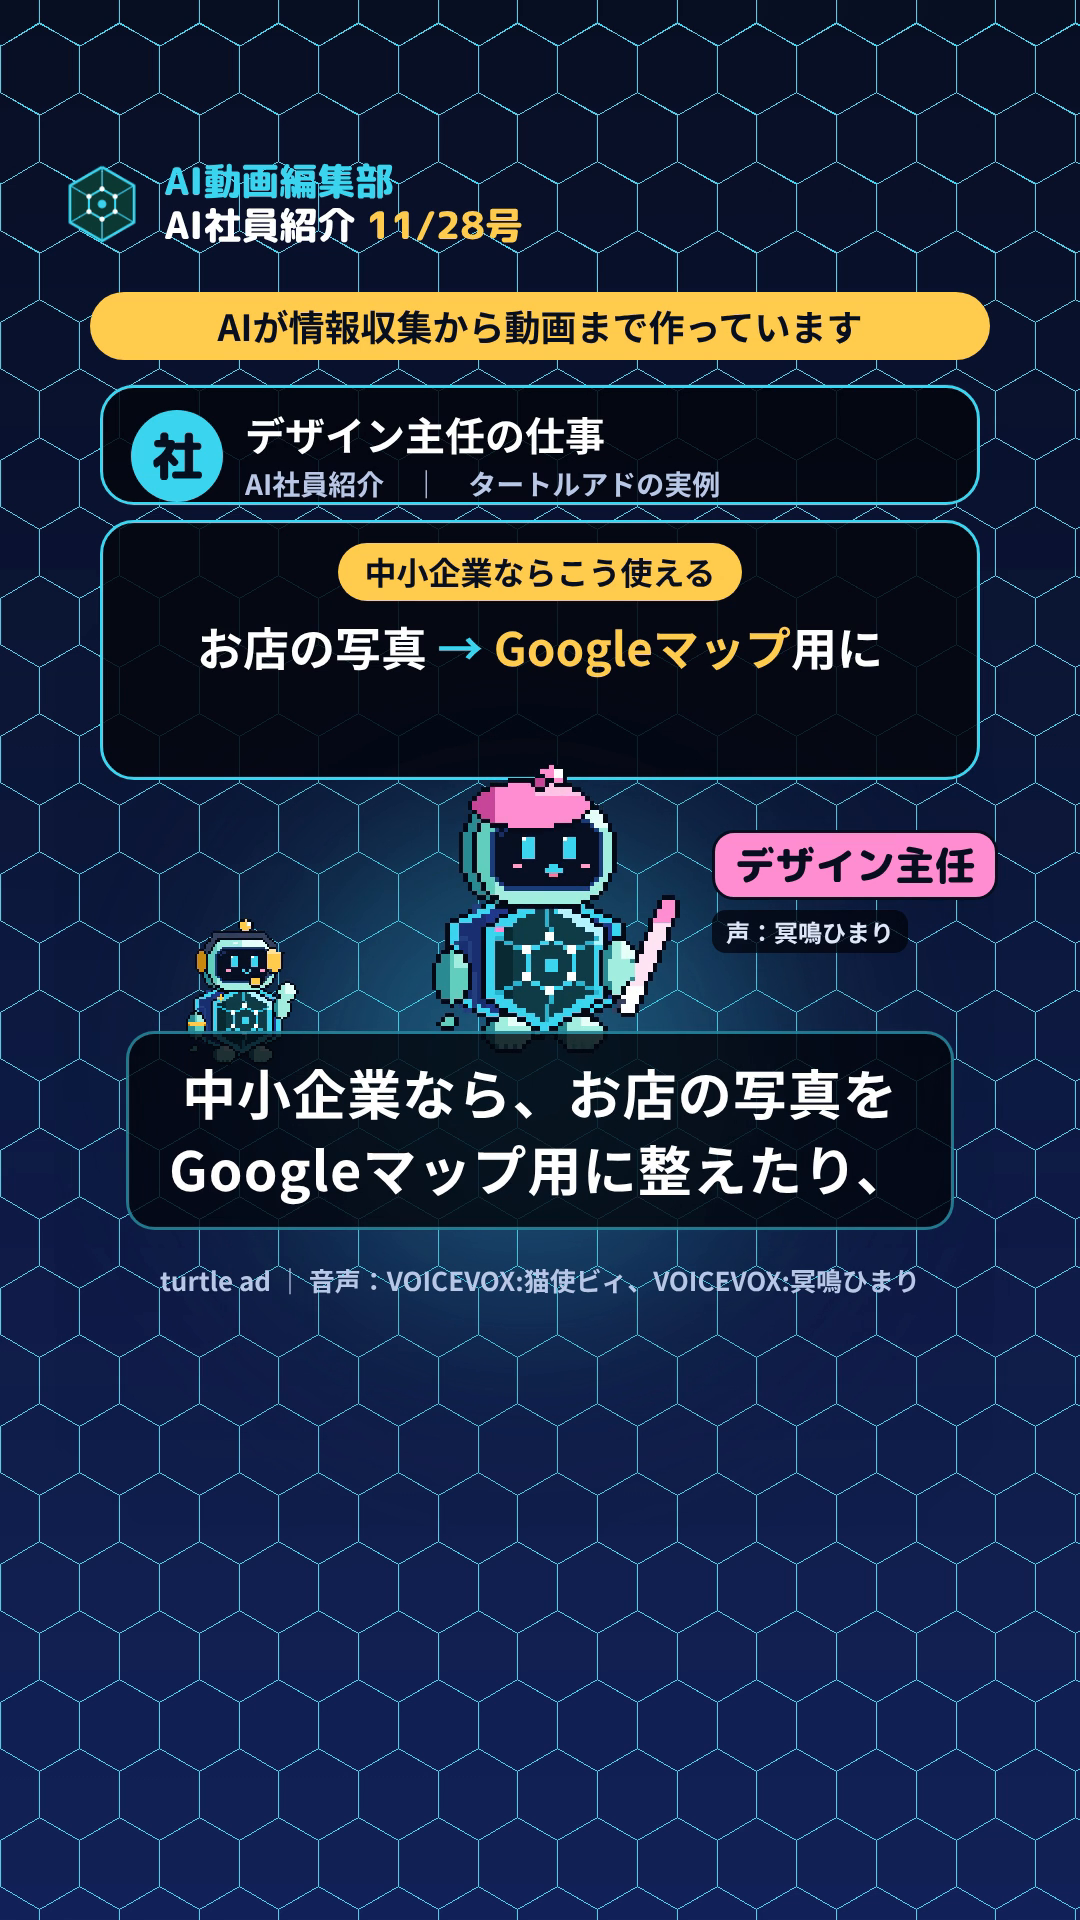 AI動画編集部
AI社員紹介 11/28号
AIが情報収集から動画まで作っています
社
デザイン主任の仕事
AI社員紹介 ｜ タートルアドの実例
中小企業ならこう使える
お店の写真 → Googleマップ用に
デザイン主任
声：冥鳴ひまり
中小企業なら、お店の写真を
Googleマップ用に整えたり、
turtle ad ｜ 音声：VOICEVOX:猫使ビィ、VOICEVOX:冥鳴ひまり